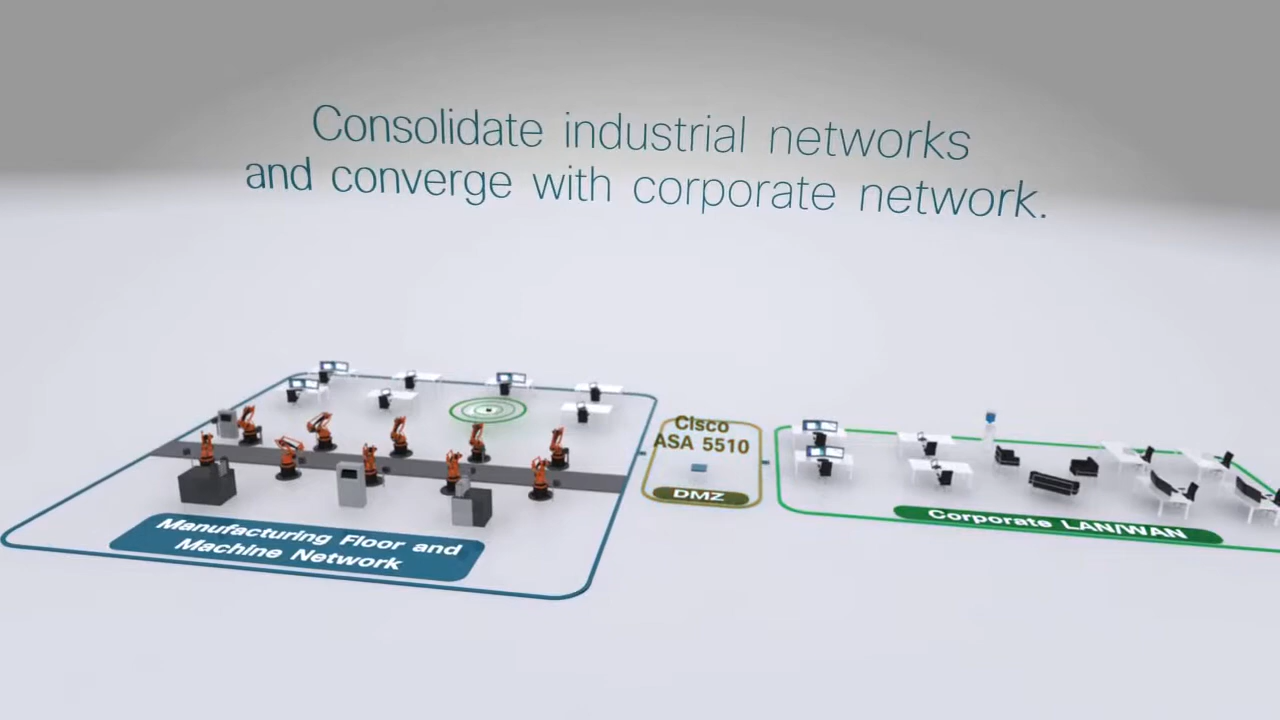 Consolidate industrial networks
and converge with corporate network.
Cisco
ASA 5510
DMZ
Manufacturing Floor and
Machine Network
Corporate LAN/WAN